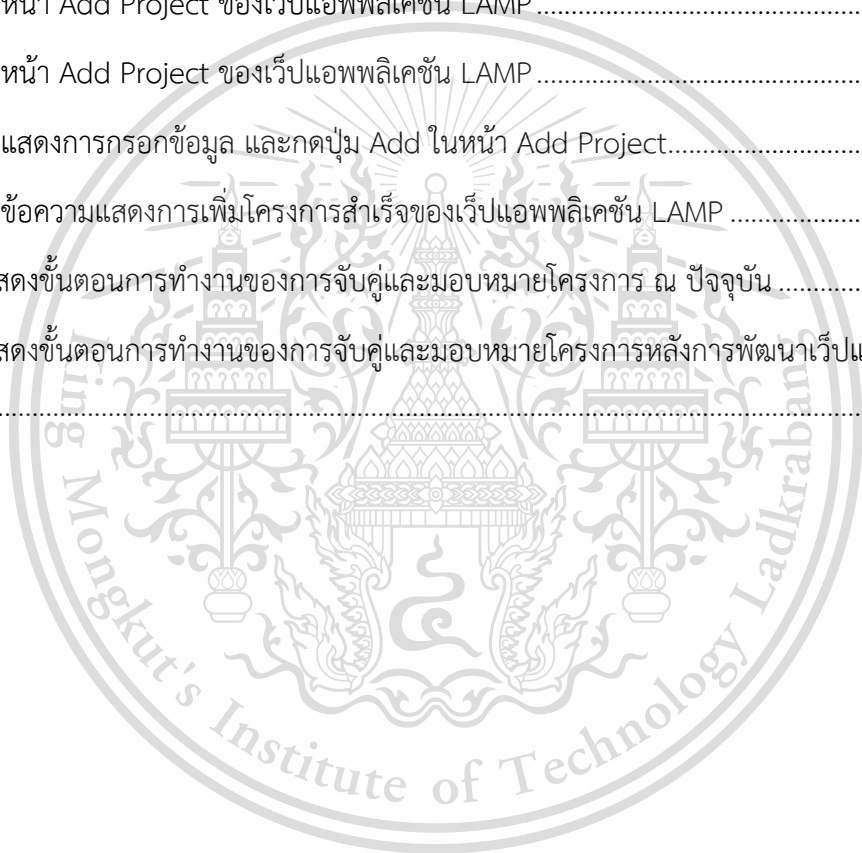 หน้า Add Project ของเว็ปแอพพลิเคชัน LAMP
หน้า Add Project ของเว็ปแอพพลิเคชัน LAMP
แสดงการกรอกข้อมูล และกดปุ่ม Add ในหน้า Add Project
ข้อความแสดงการเพิ่มโครงการสำเร็จของเว็ปแอพพลิเคชัน LAMP
สดงขั้นตอนการทำงานของการจับคู่และมอบหมายโครงการ ณ ปัจจุบัน
สดงขั้นตอนการทำงานของการจับคู่และมอบหมายโครงการหลังการพัฒนาเว็ปแ
King Mongkut's Institute of Technology Ladkrabang